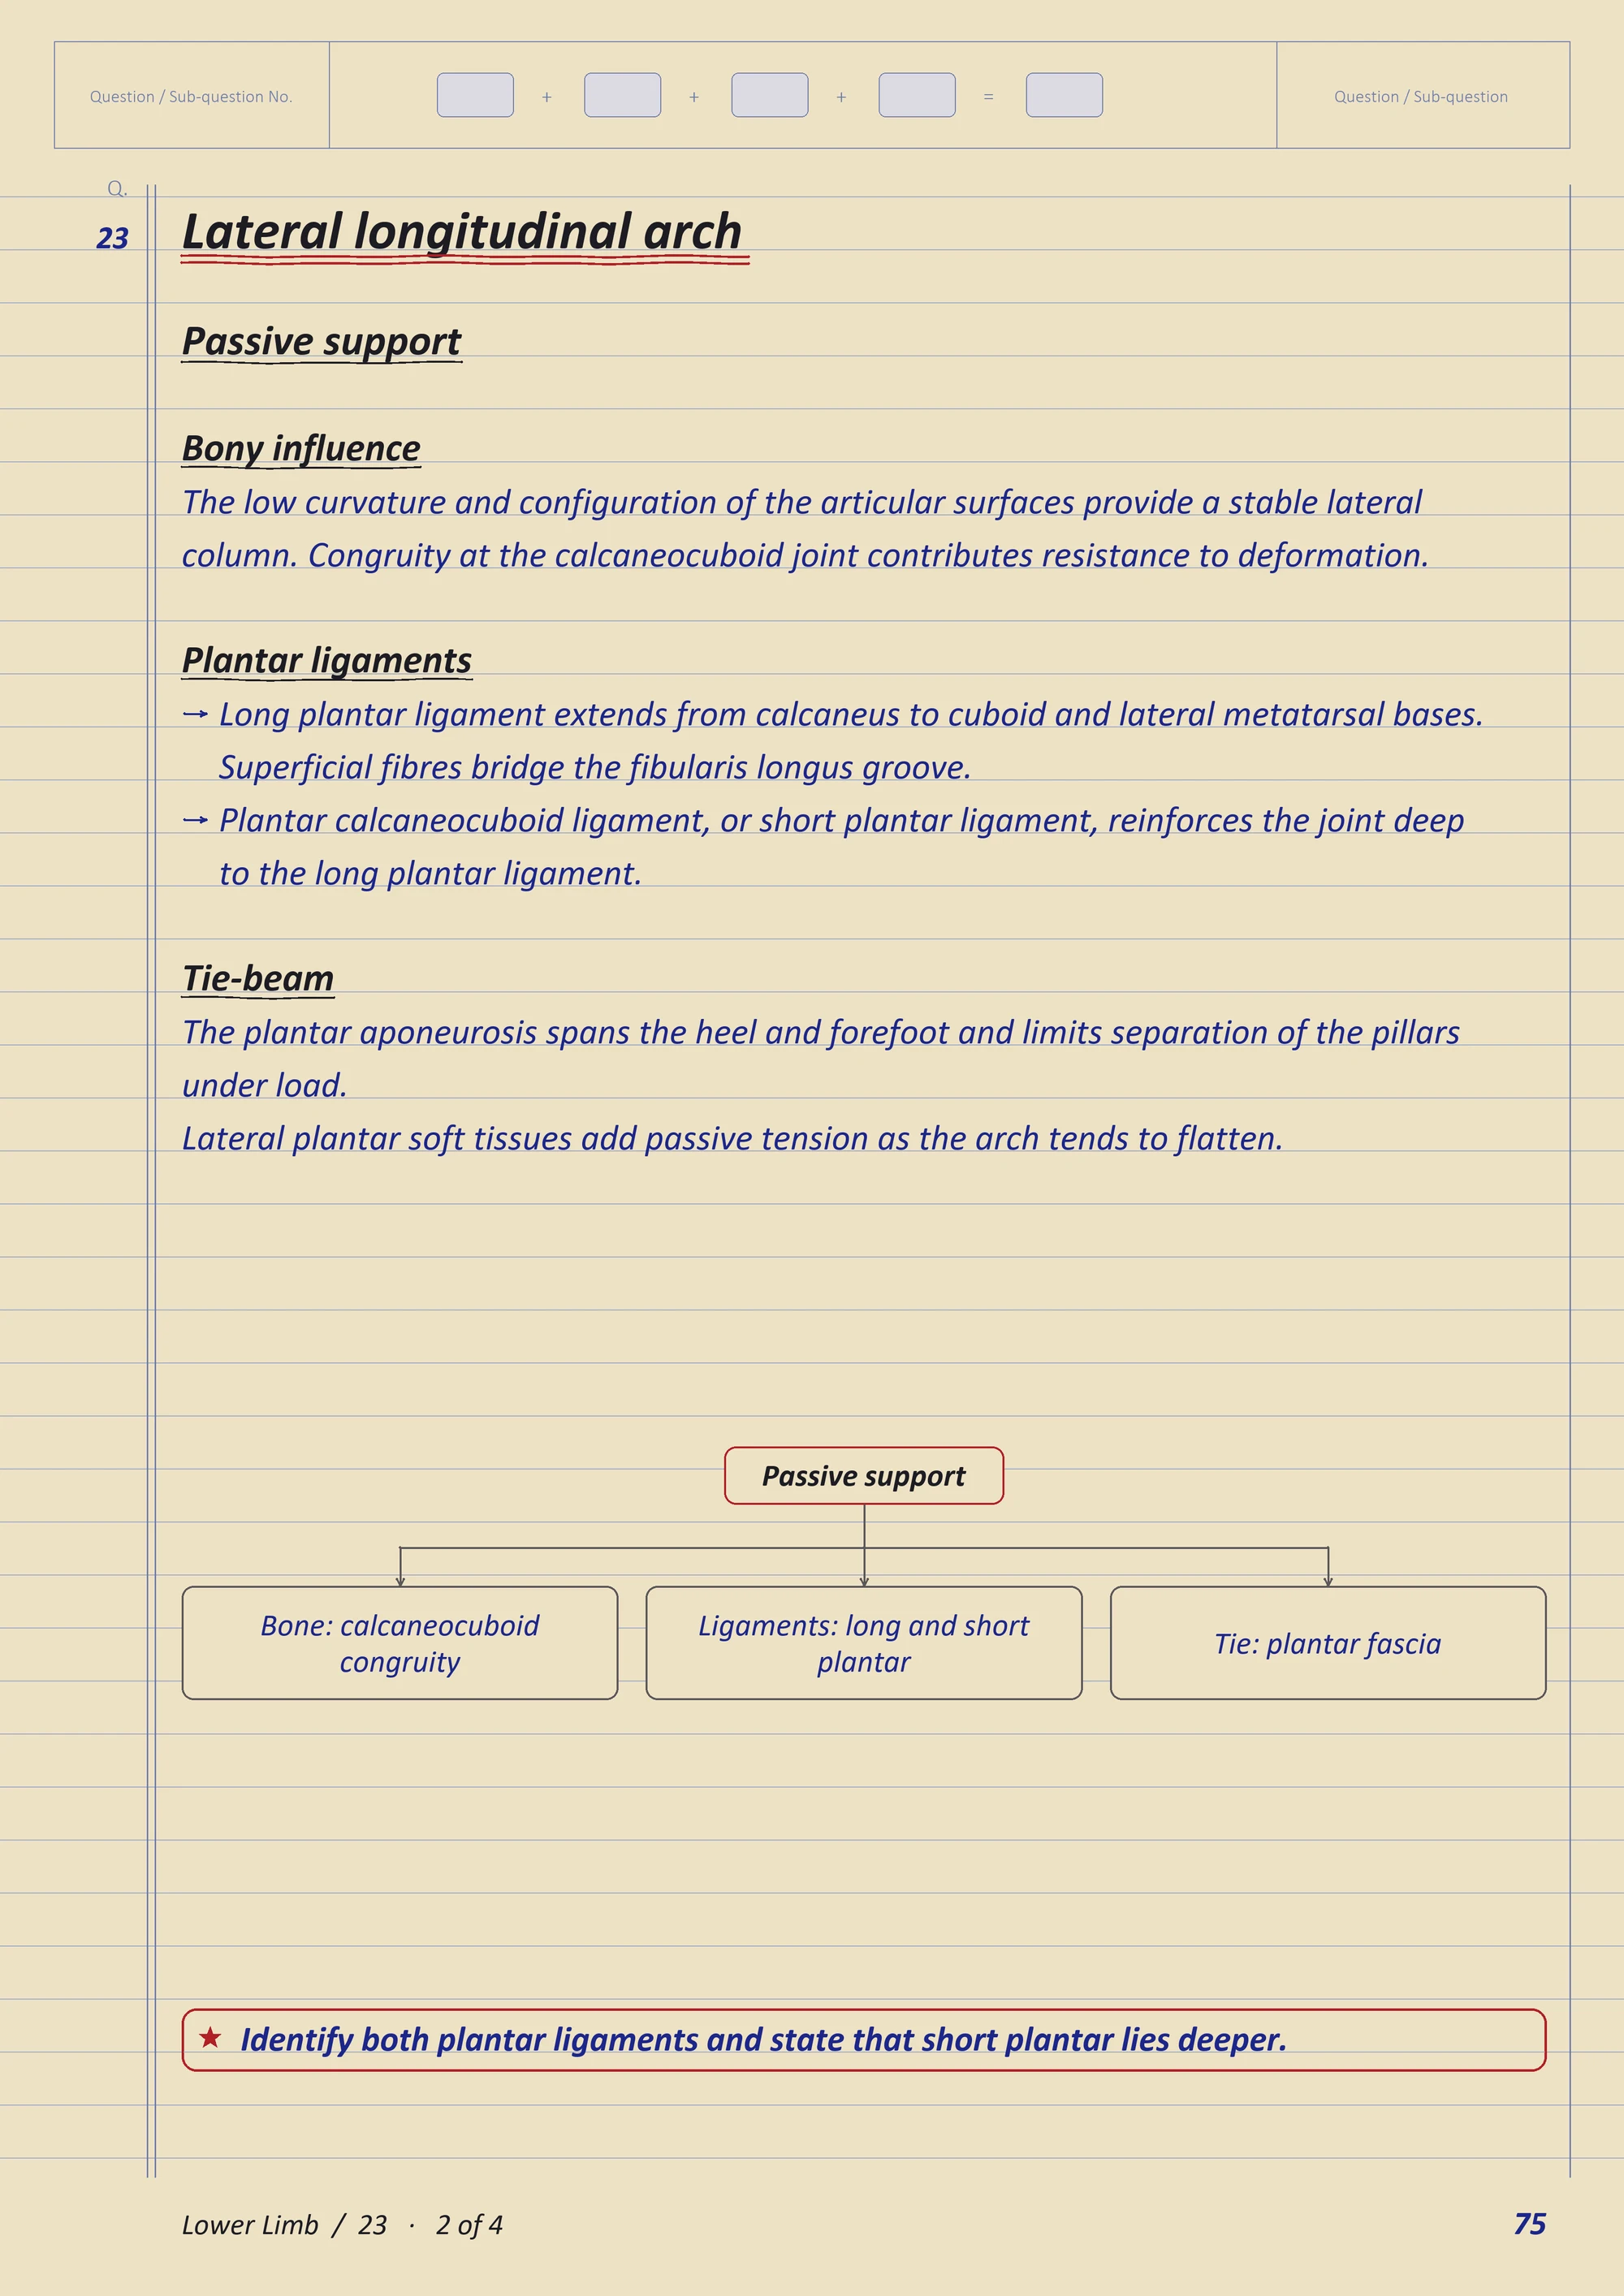 Question / Sub-question No.
+ + + =
Question / Sub-question
Q.
23
Lateral longitudinal arch
Passive support
Bony influence
The low curvature and configuration of the articular surfaces provide a stable lateral
column. Congruity at the calcaneocuboid joint contributes resistance to deformation.
Plantar ligaments
→ Long plantar ligament extends from calcaneus to cuboid and lateral metatarsal bases.
Superficial fibres bridge the fibularis longus groove.
→ Plantar calcaneocuboid ligament, or short plantar ligament, reinforces the joint deep
to the long plantar ligament.
Tie-beam
The plantar aponeurosis spans the heel and forefoot and limits separation of the pillars
under load.
Lateral plantar soft tissues add passive tension as the arch tends to flatten.
Passive support
Bone: calcaneocuboid
congruity
Ligaments: long and short
plantar
Tie: plantar fascia
★ Identify both plantar ligaments and state that short plantar lies deeper.
Lower Limb / 23 · 2 of 4
75